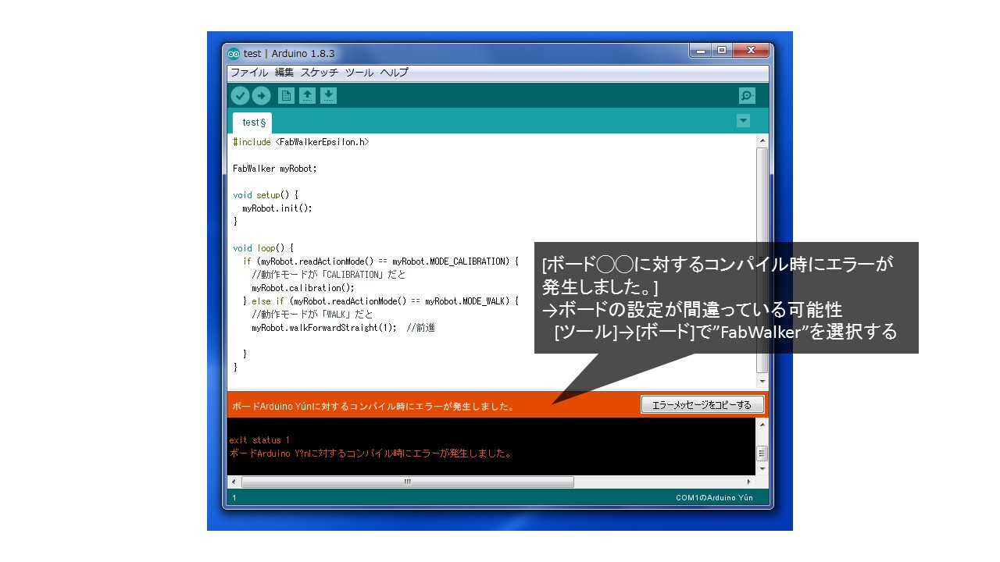 test | Arduino 1.8.3
ファイル 編集 スケッチ ツール ヘルプ
test§
#include <FabWalkerEpsilon.h>
FabWalker myRobot;
void setup() {
myRobot.init();
}
void loop() {
if (myRobot.readActionMode() == myRobot.MODE_CALIBRATION) {
//動作モードが「CALIBRATION」だと
myRobot.calibration();
} else if (myRobot.readActionMode() == myRobot.MODE_WALK) {
//動作モードが「WALK」だと
myRobot.walkForwardStraight(1); //前進
}
}
[ボード◯◯に対するコンパイル時にエラーが
発生しました。]
→ボードの設定が間違っている可能性
[ツール]→[ボード]で”FabWalker”を選択する
ボードArduino Yúnに対するコンパイル時にエラーが発生しました。
エラーメッセージをコピーする
exit status 1
ボードArduino Y?nに対するコンパイル時にエラーが発生しました。
1
COM1のArduino Yún